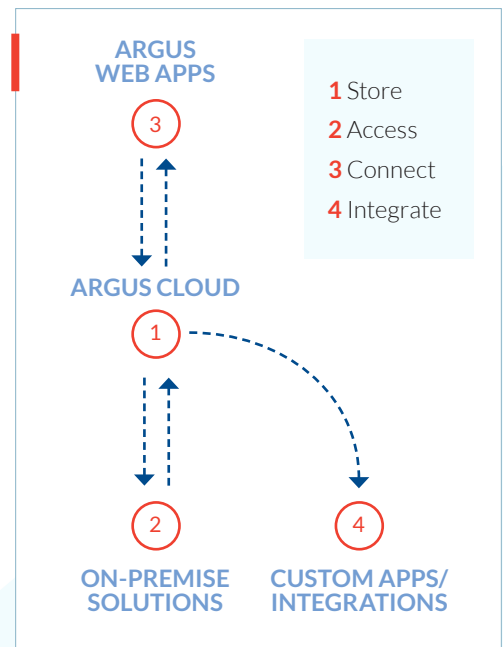 ARGUS
WEB APPS
3
1 Store
2 Access
3 Connect
4 Integrate
ARGUS CLOUD
1
2
4
ON-PREMISE
SOLUTIONS
CUSTOM APPS/
INTEGRATIONS